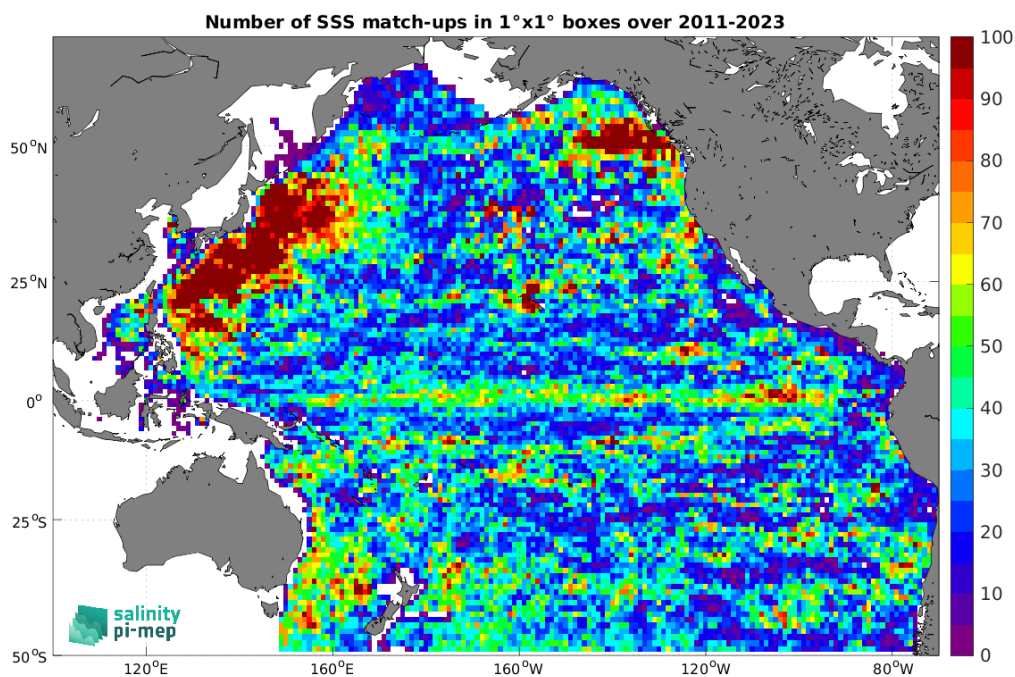 Number of SSS match-ups in 1°x1° boxes over 2011-2023
100
90
80
70
60
50
40
30
20
10
0
50°N
25°N
0°
25°S
50°S
120°E
160°E
160°W
120°W
80°W
salinity
pi-mep